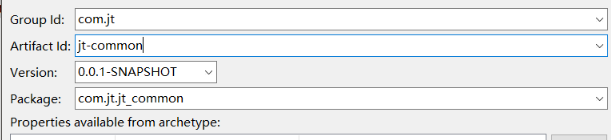 Group Id: com.jt
Artifact Id: jt-common
Version: 0.0.1-SNAPSHOT
Package: com.jt.jt_common
Properties available from archetype: